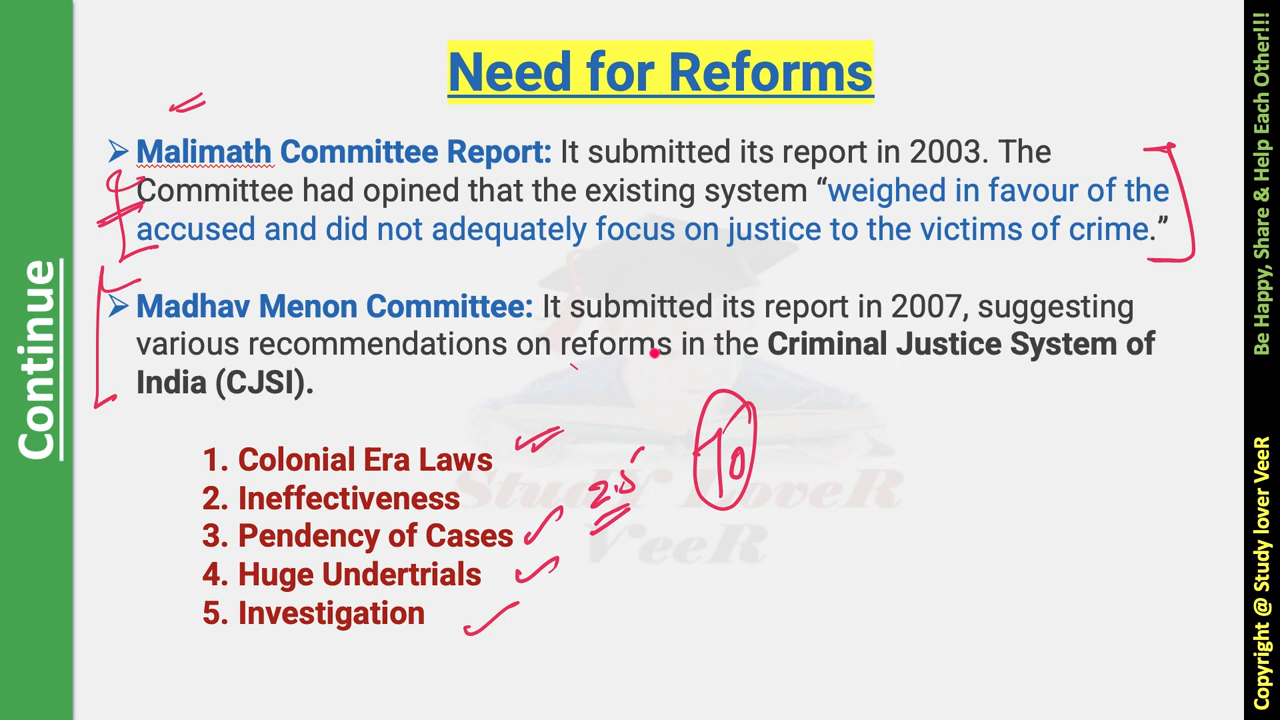 Need for Reforms
➢ Malimath Committee Report: It submitted its report in 2003. The
Committee had opined that the existing system “weighed in favour of the
accused and did not adequately focus on justice to the victims of crime.”
➢ Madhav Menon Committee: It submitted its report in 2007, suggesting
various recommendations on reforms in the Criminal Justice System of
India (CJSI).
1. Colonial Era Laws
2. Ineffectiveness
3. Pendency of Cases
4. Huge Undertrials
5. Investigation
StudY LoveR
VeeR
Continue
Be Happy, Share & Help Each Other!!!
Copyright @ Study lover VeeR